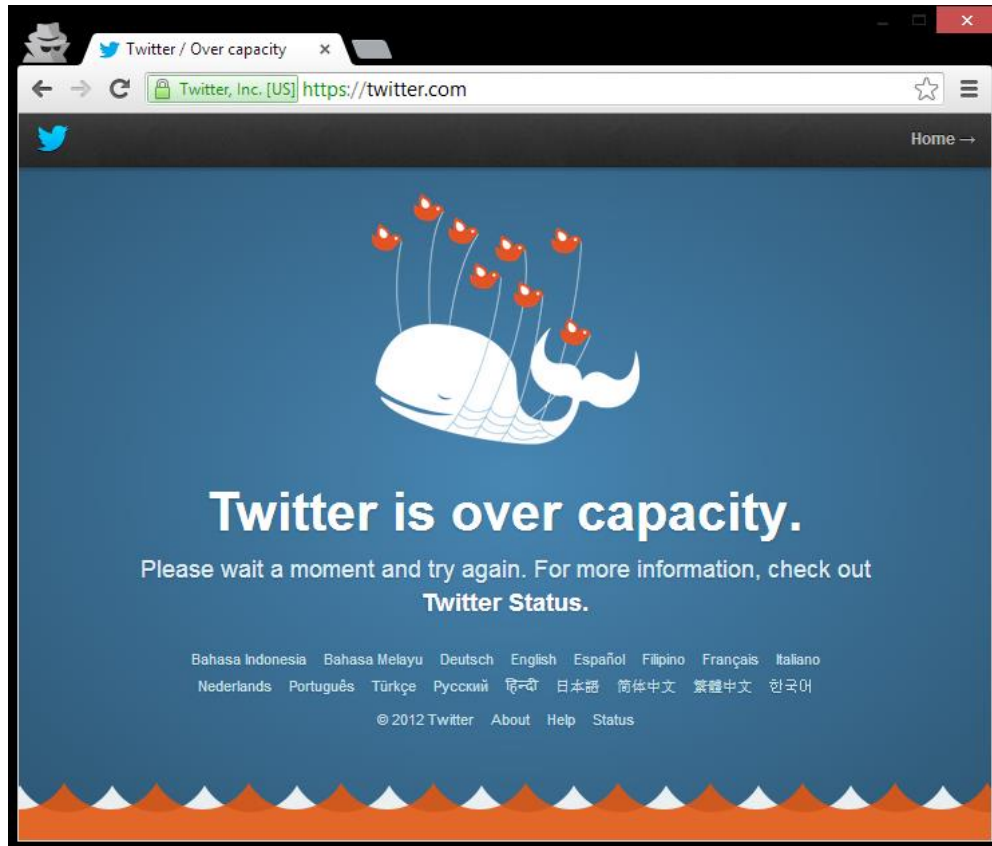 Twitter / Over capacity
Twitter, Inc. [US] https://twitter.com
Home →
Twitter is over capacity.
Please wait a moment and try again. For more information, check out
Twitter Status.
Bahasa Indonesia Bahasa Melayu Deutsch English Español Filipino Français Italiano
Nederlands Português Türkçe Русский हिन्दी 日本語 简体中文 繁體中文 한국어
© 2012 Twitter About Help Status